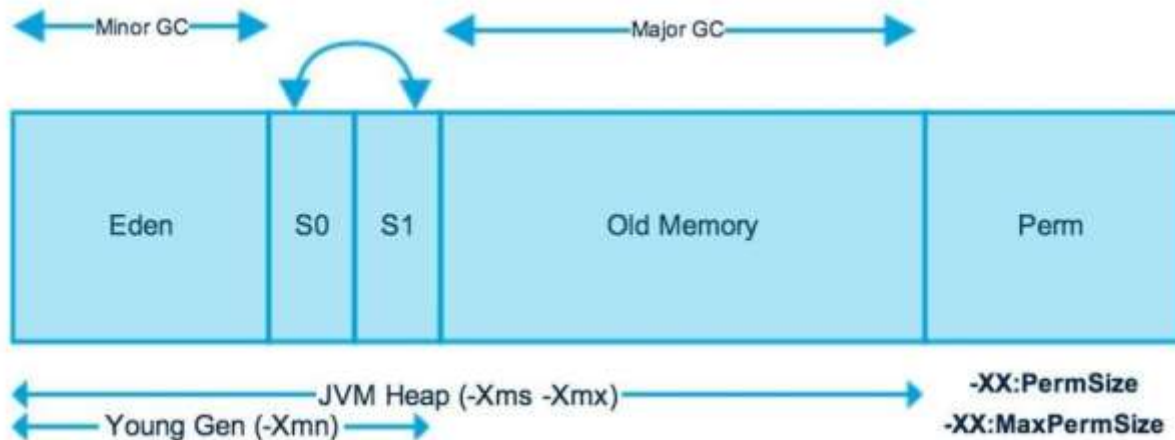 Minor GC
Major GC
Eden
S0
S1
Old Memory
Perm
JVM Heap (-Xms -Xmx)
-XX:PermSize
Young Gen (-Xmn)
-XX:MaxPermSize